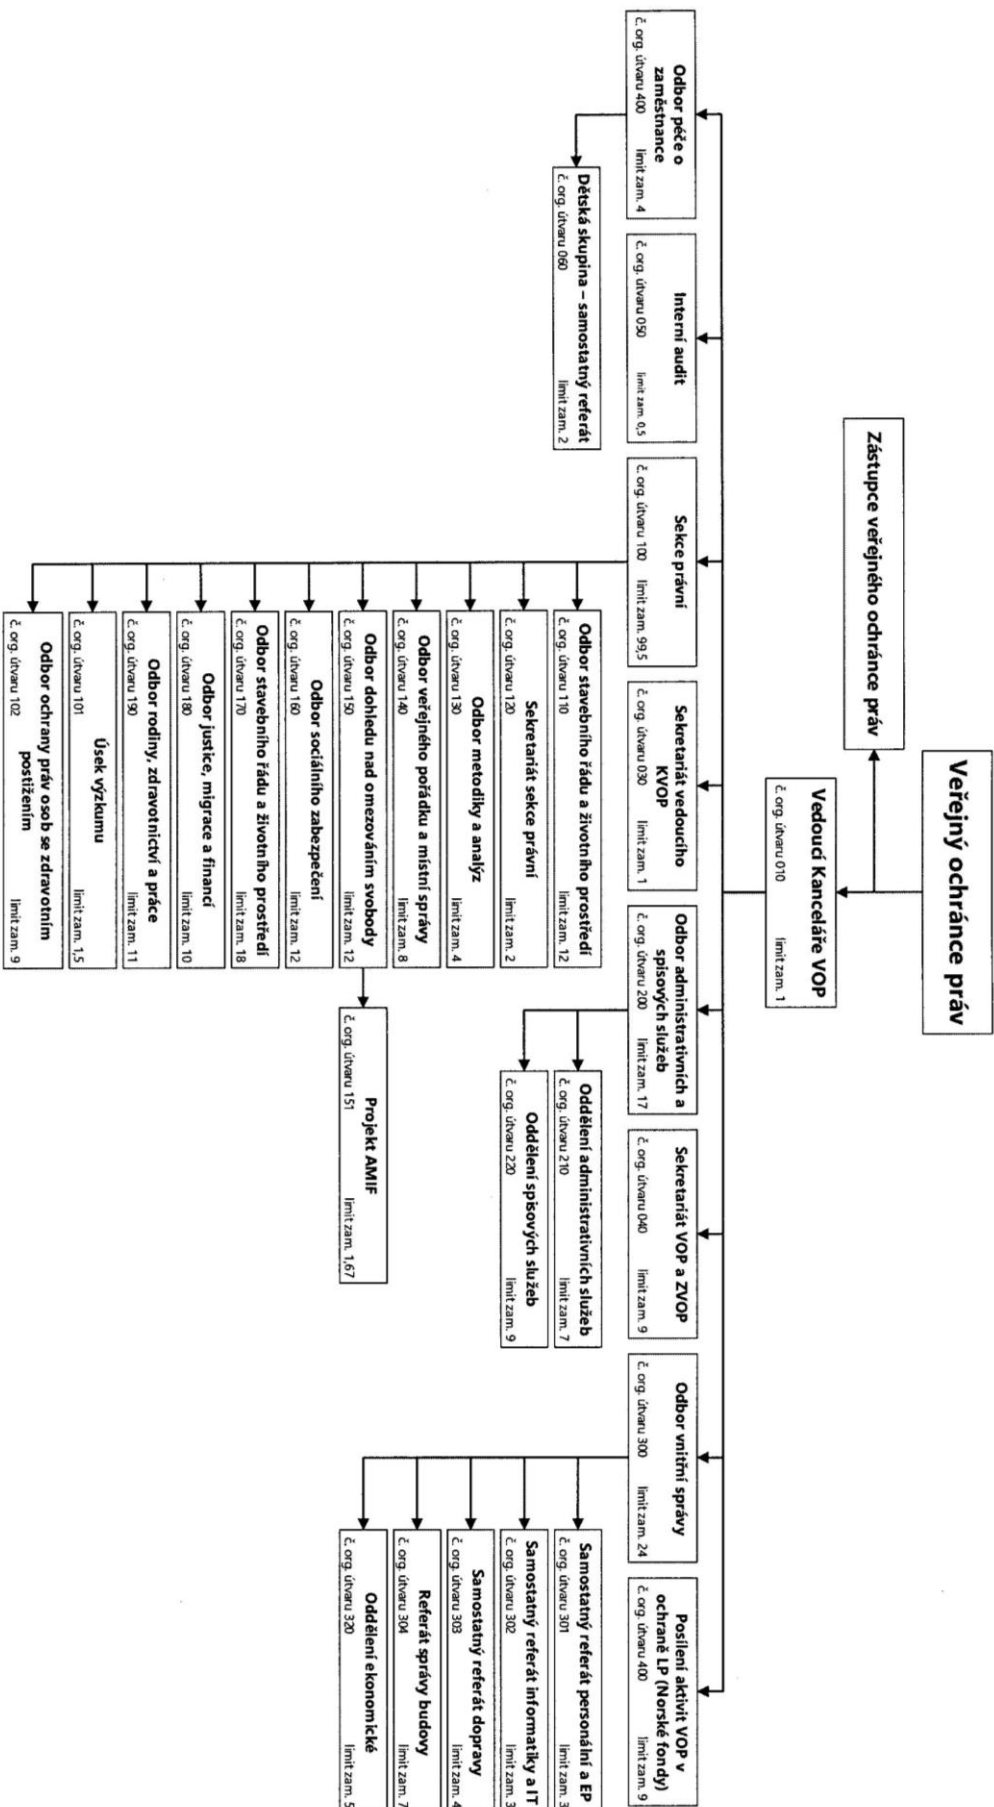 Veřejný ochránce práv
Zástupce veřejného ochránce práv
Vedoucí Kanceláře VOP
č. org. útvaru 010 limit zam. 1
Odbor péče o
zaměstnance
č. org. útvaru 400 limit zam. 4
Dětská skupina – samostatný referát
č. org. útvaru 060 limit zam. 2
Interní audit
č. org. útvaru 050 limit zam. 0,5
Sekce právní
č. org. útvaru 100 limit zam. 99,5
Odbor stavebního řádu a životního prostředí
č. org. útvaru 110 limit zam. 12
Sekretariát sekce právní
č. org. útvaru 120 limit zam. 2
Odbor metodiky a analýz
č. org. útvaru 130 limit zam. 4
Odbor veřejného pořádku a místní správy
č. org. útvaru 140 limit zam. 8
Odbor dohledu nad omezováním svobody
č. org. útvaru 150 limit zam. 12
Projekt AMIF
č. org. útvaru 151 limit zam. 1,67
Odbor sociálního zabezpečení
č. org. útvaru 160 limit zam. 12
Odbor stavebního řádu a životního prostředí
č. org. útvaru 170 limit zam. 18
Odbor justice, migrace a financí
č. org. útvaru 180 limit zam. 10
Odbor rodiny, zdravotnictví a práce
č. org. útvaru 190 limit zam. 11
Úsek výzkumu
č. org. útvaru 101 limit zam. 1,5
Odbor ochrany práv osob se zdravotním
postižením
č. org. útvaru 102 limit zam. 9
Sekretariát vedoucího
KVOP
č. org. útvaru 030 limit zam. 1
Odbor administrativních a
spisových služeb
č. org. útvaru 200 limit zam. 17
Oddělení administrativních služeb
č. org. útvaru 210 limit zam. 7
Oddělení spisových služeb
č. org. útvaru 220 limit zam. 9
Sekretariát VOP a ZVOP
č. org. útvaru 040 limit zam. 9
Odbor vnitřní správy
č. org. útvaru 300 limit zam. 24
Samostatný referát personální a EP
č. org. útvaru 301 limit zam. 3
Samostatný referát informatiky a IT
č. org. útvaru 302 limit zam. 3
Samostatný referát dopravy
č. org. útvaru 303 limit zam. 4
Referát správy budovy
č. org. útvaru 304 limit zam. 7
Oddělení ekonomické
č. org. útvaru 320 limit zam. 5
Posílení aktivit VOP v
ochraně LP (Norské fondy)
č. org. útvaru 400 limit zam. 9